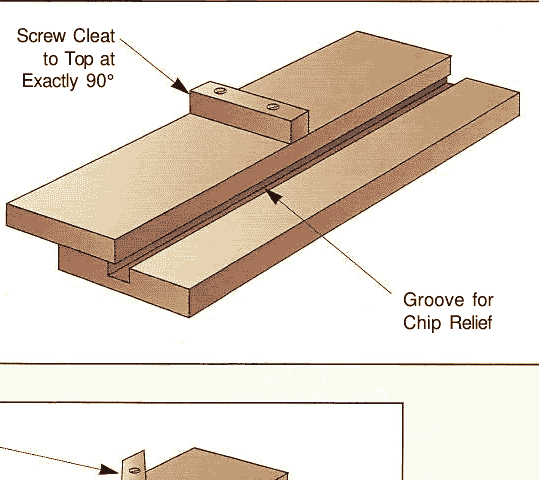 Screw Cleat
to Top at
Exactly 90°
Groove for
Chip Relief